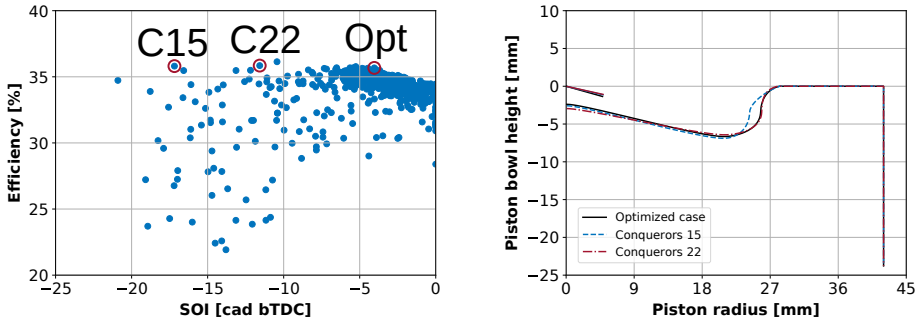 C15 C22 Opt
40
35
30
25
20
Efficiency [%]
−25 −20 −15 −10 −5 0
SOI [cad bTDC]
10
5
0
−5
−10
−15
−20
−25
Piston bowl height [mm]
Optimized case
Conquerors 15
Conquerors 22
0 9 18 27 36 45
Piston radius [mm]